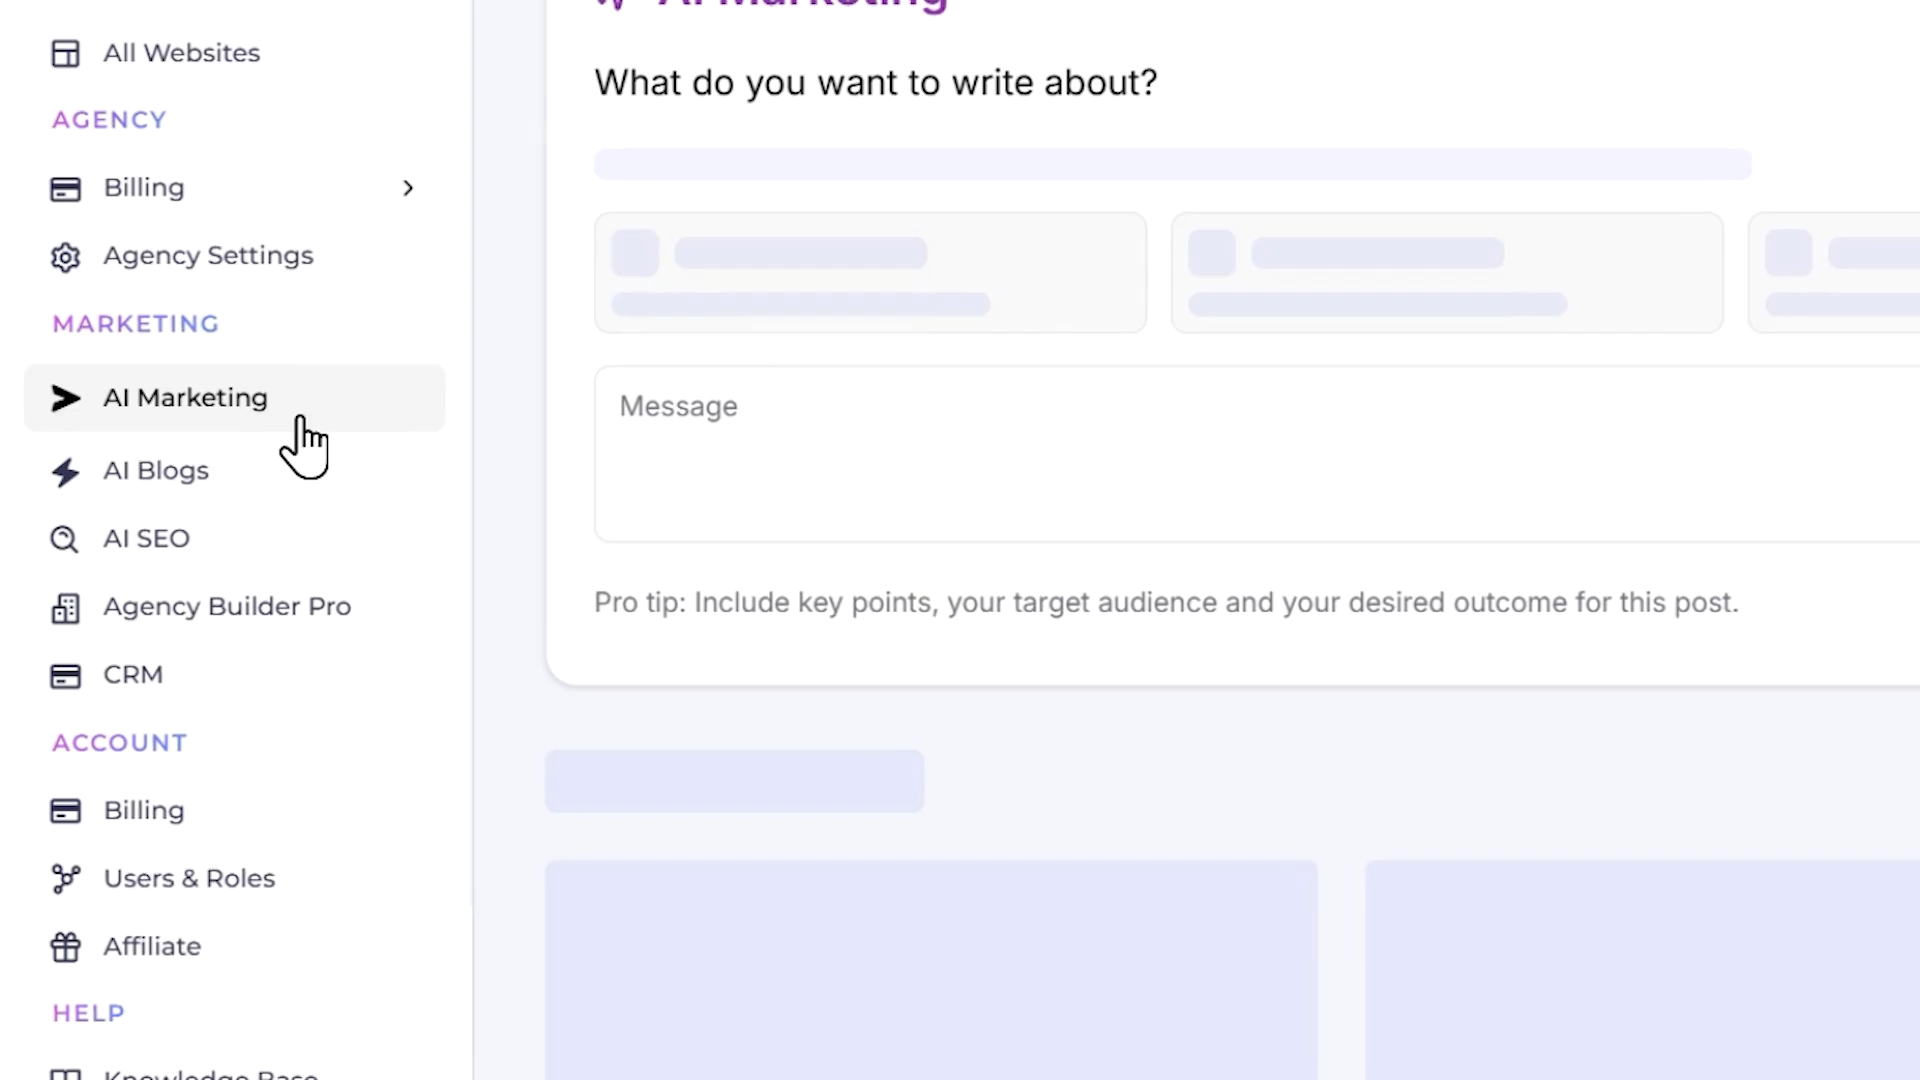 All Websites
AGENCY
Billing
Agency Settings
MARKETING
AI Marketing
AI Blogs
AI SEO
Agency Builder Pro
CRM
ACCOUNT
Billing
Users & Roles
Affiliate
HELP
Knowledge Base
AI Marketing
What do you want to write about?
Message
Pro tip: Include key points, your target audience and your desired outcome for this post.